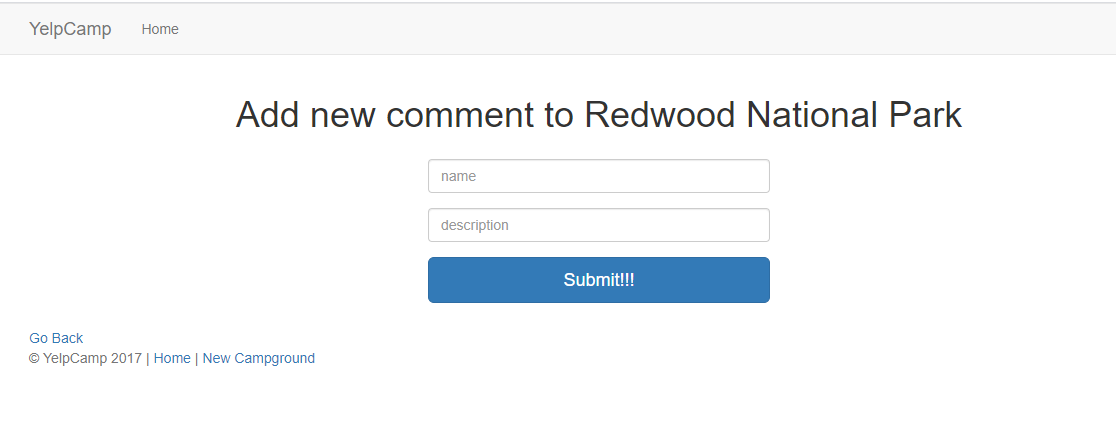 YelpCamp Home
Add new comment to Redwood National Park
name
description
Submit!!!
Go Back
© YelpCamp 2017 | Home | New Campground